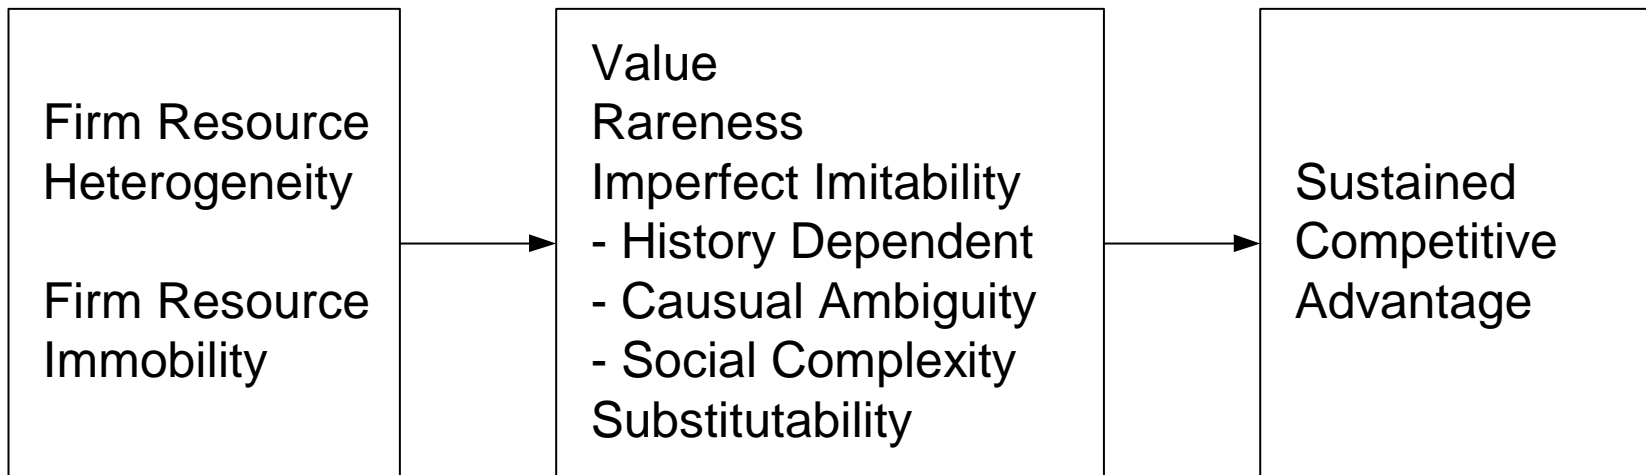 Firm Resource
Heterogeneity
Firm Resource
Immobility
Value
Rareness
Imperfect Imitability
- History Dependent
- Causual Ambiguity
- Social Complexity
Substitutability
Sustained
Competitive
Advantage